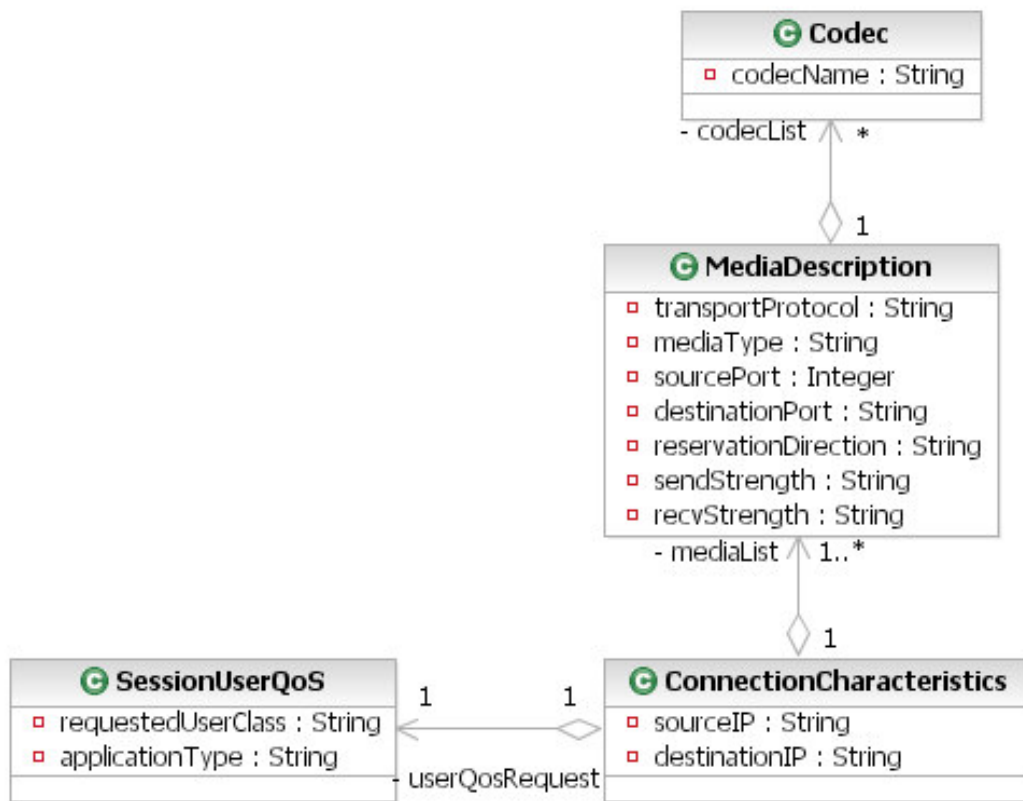 C Codec
codecName : String
- codecList
*
1
C MediaDescription
transportProtocol : String
mediaType : String
sourcePort : Integer
destinationPort : String
reservationDirection : String
sendStrength : String
recvStrength : String
- mediaList
1..*
1
C SessionUserQoS
requestedUserClass : String
applicationType : String
1
1
- userQosRequest
C ConnectionCharacteristics
sourceIP : String
destinationIP : String